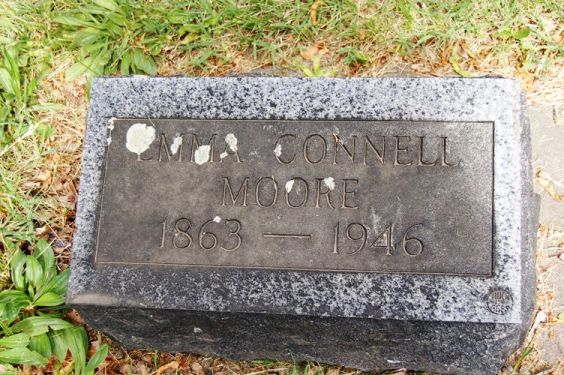 EMMA CONNELL
MOORE
1863 — 1946